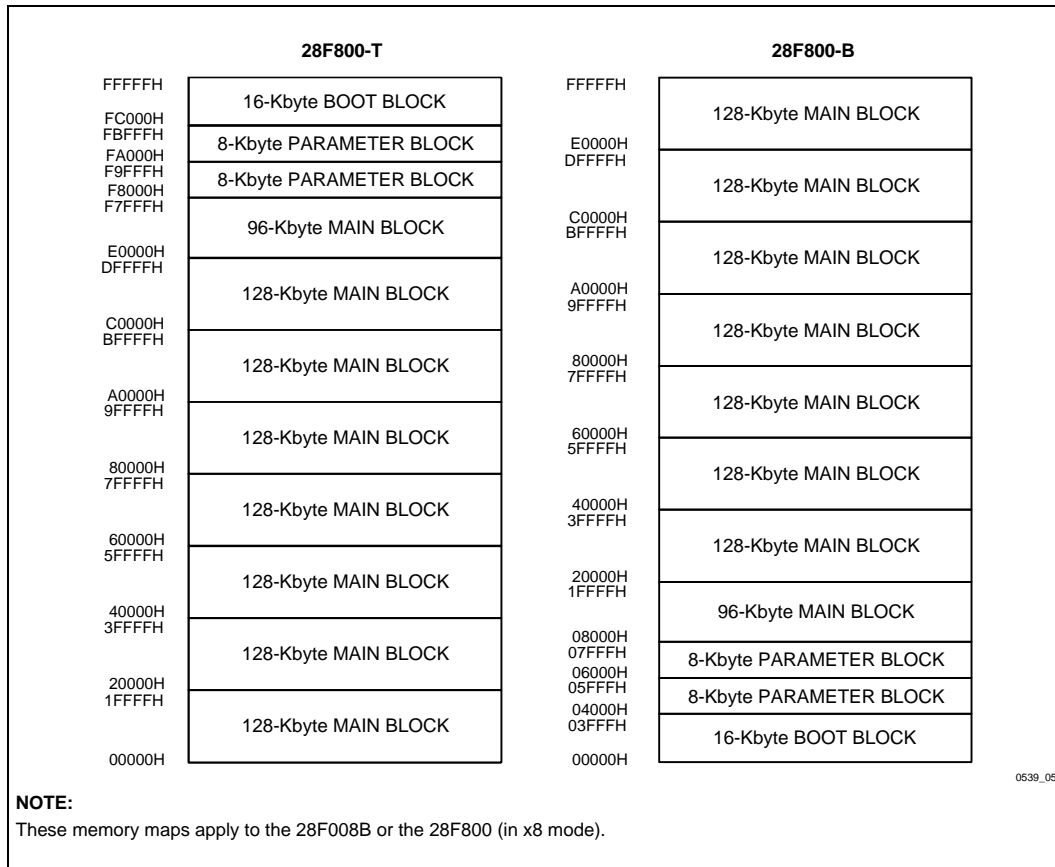 28F800-T
FFFFFH
16-Kbyte BOOT BLOCK
FC000H
FBFFFH
8-Kbyte PARAMETER BLOCK
FA000H
F9FFFH
8-Kbyte PARAMETER BLOCK
F8000H
F7FFFH
96-Kbyte MAIN BLOCK
E0000H
DFFFFH
128-Kbyte MAIN BLOCK
C0000H
BFFFFH
128-Kbyte MAIN BLOCK
A0000H
9FFFFH
128-Kbyte MAIN BLOCK
80000H
7FFFFH
128-Kbyte MAIN BLOCK
60000H
5FFFFH
128-Kbyte MAIN BLOCK
40000H
3FFFFH
128-Kbyte MAIN BLOCK
20000H
1FFFFH
128-Kbyte MAIN BLOCK
00000H
28F800-B
FFFFFH
128-Kbyte MAIN BLOCK
E0000H
DFFFFH
128-Kbyte MAIN BLOCK
C0000H
BFFFFH
128-Kbyte MAIN BLOCK
A0000H
9FFFFH
128-Kbyte MAIN BLOCK
80000H
7FFFFH
128-Kbyte MAIN BLOCK
60000H
5FFFFH
128-Kbyte MAIN BLOCK
40000H
3FFFFH
128-Kbyte MAIN BLOCK
20000H
1FFFFH
96-Kbyte MAIN BLOCK
08000H
07FFFH
8-Kbyte PARAMETER BLOCK
06000H
05FFFH
8-Kbyte PARAMETER BLOCK
04000H
03FFFH
16-Kbyte BOOT BLOCK
00000H
0539_05
NOTE:
These memory maps apply to the 28F008B or the 28F800 (in x8 mode).